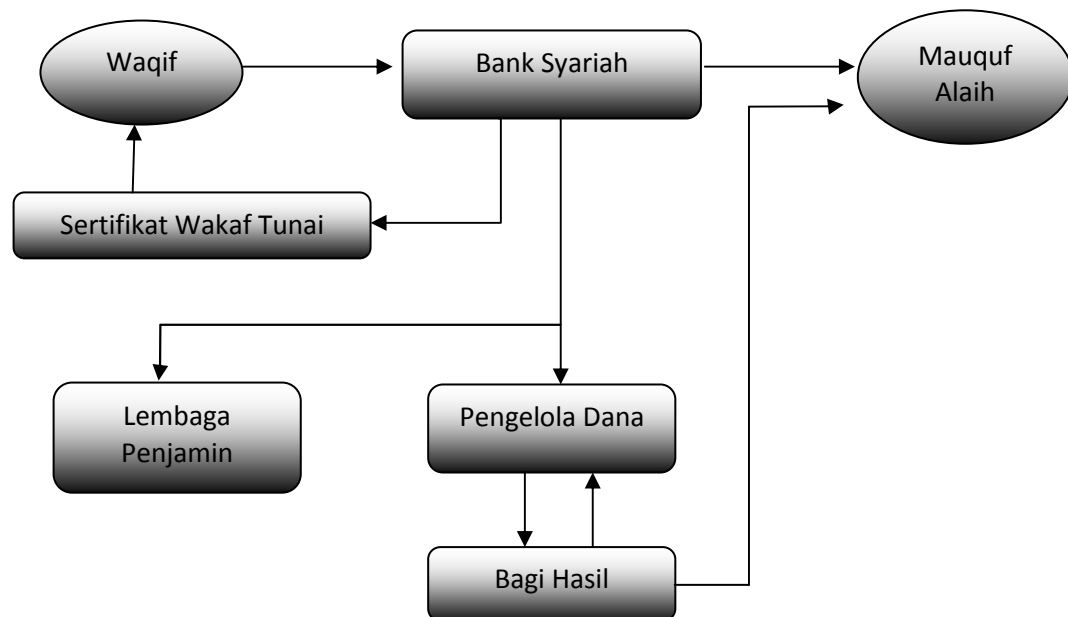 Waqif
Bank Syariah
Mauquf
Alaih
Sertifikat Wakaf Tunai
Lembaga
Penjamin
Pengelola Dana
Bagi Hasil